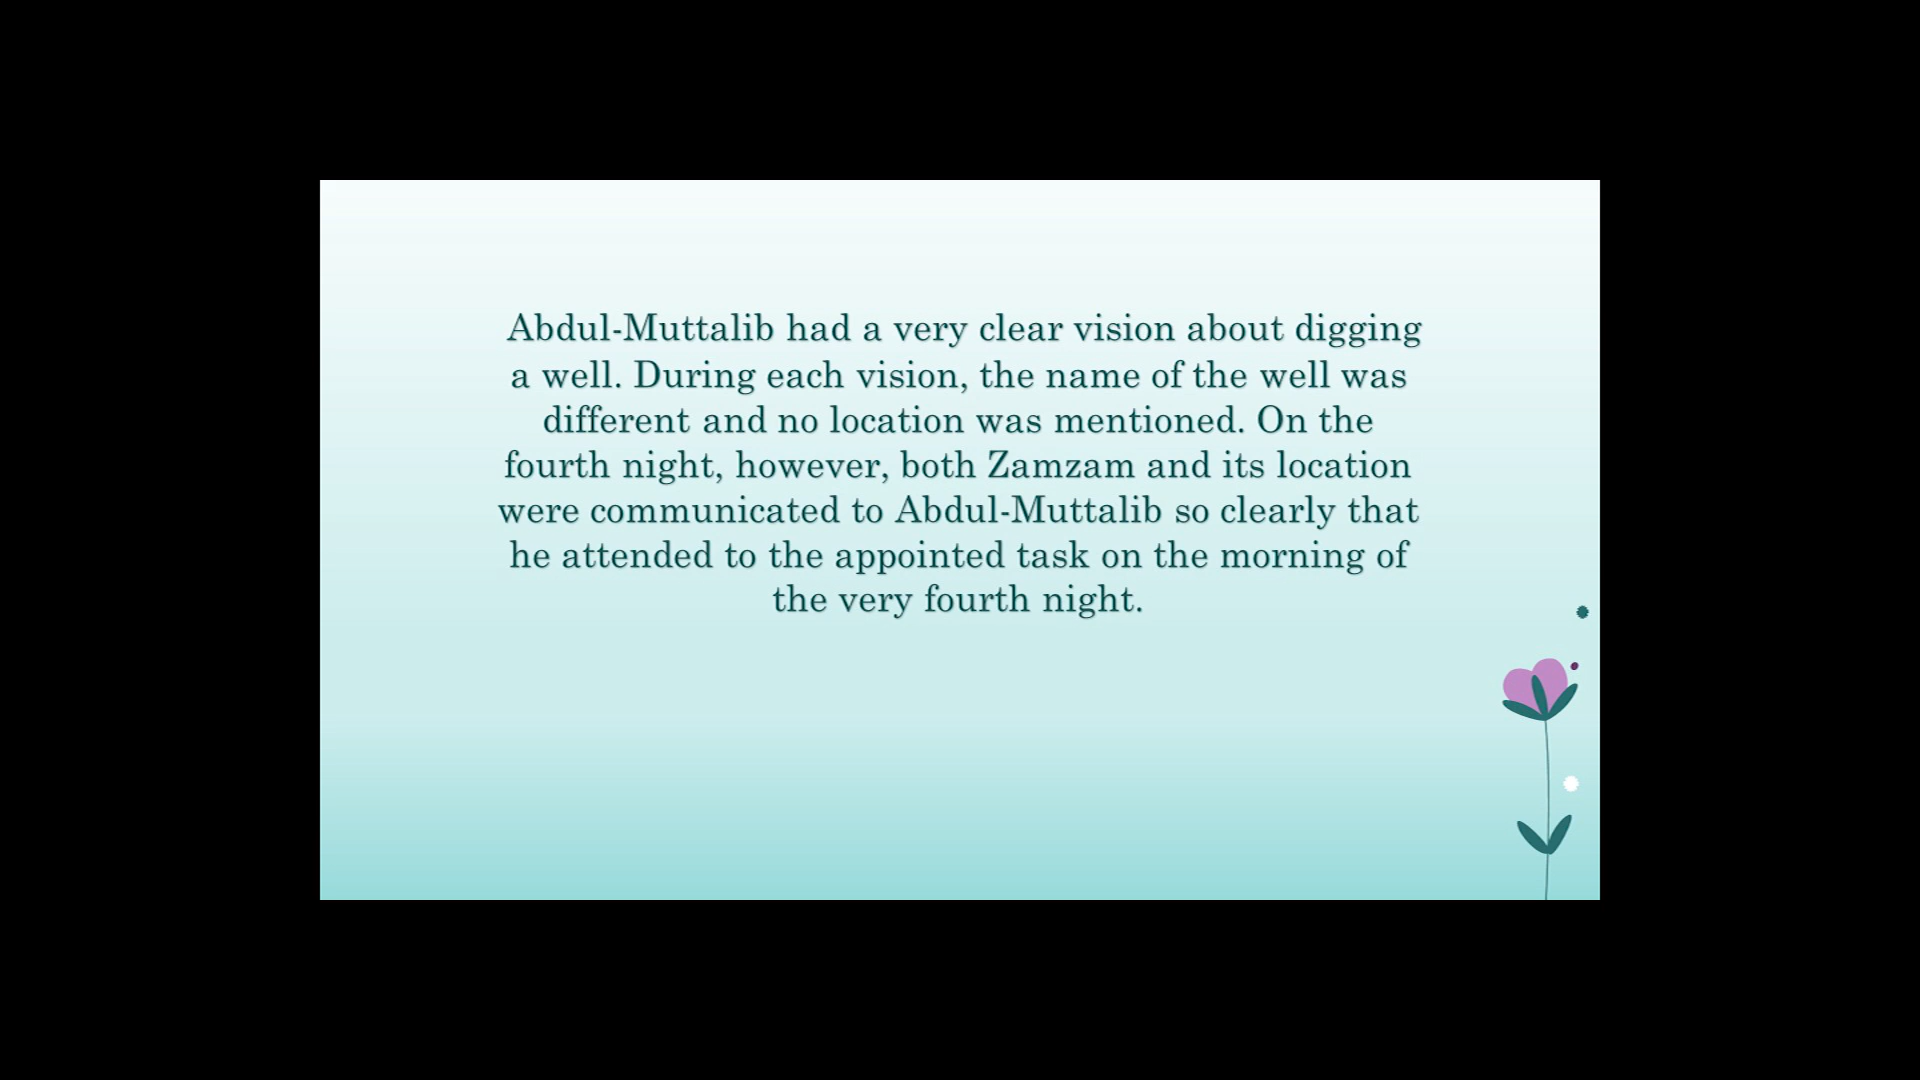 Abdul-Muttalib had a very clear vision about digging
a well. During each vision, the name of the well was
different and no location was mentioned. On the
fourth night, however, both Zamzam and its location
were communicated to Abdul-Muttalib so clearly that
he attended to the appointed task on the morning of
the very fourth night.